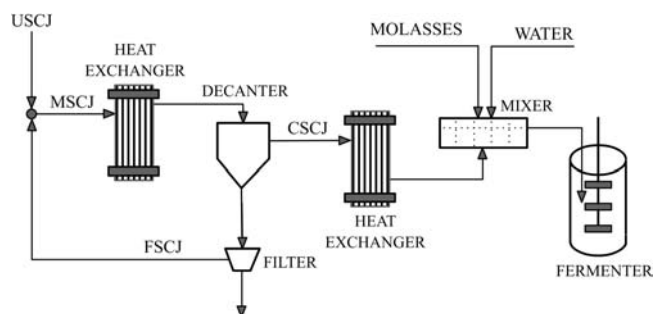 USCJ
HEAT
EXCHANGER
MSCJ
DECANTER
CSCJ
MOLASSES
WATER
MIXER
HEAT
EXCHANGER
FSCJ
FILTER
FERMENTER